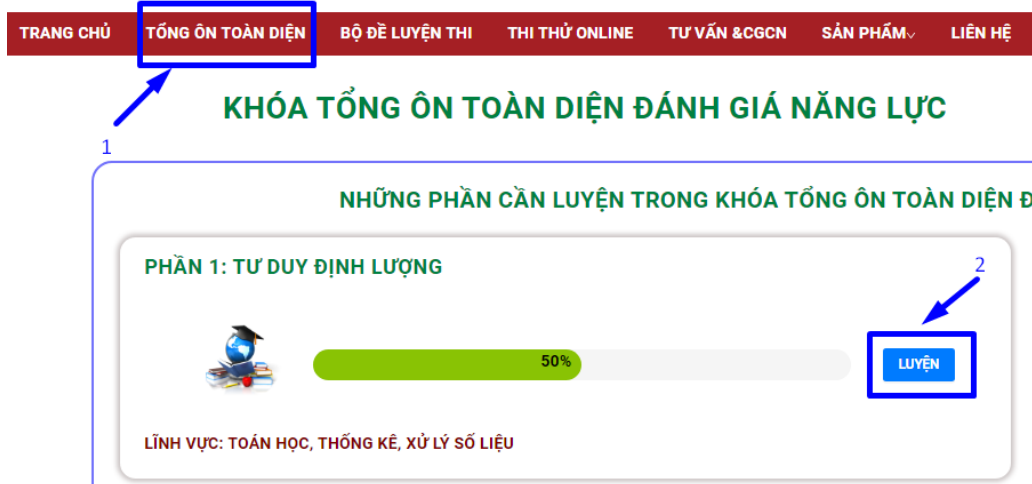 TRANG CHỦ TỔNG ÔN TOÀN DIỆN BỘ ĐỀ LUYỆN THI THI THỬ ONLINE TƯ VẤN &CGCN SẢN PHẨM LIÊN HỆ
KHÓA TỔNG ÔN TOÀN DIỆN ĐÁNH GIÁ NĂNG LỰC
1
NHỮNG PHẦN CẦN LUYỆN TRONG KHÓA TỔNG ÔN TOÀN DIỆN Đ
PHẦN 1: TƯ DUY ĐỊNH LƯỢNG
2
50%
LUYỆN
LĨNH VỰC: TOÁN HỌC, THỐNG KÊ, XỬ LÝ SỐ LIỆU